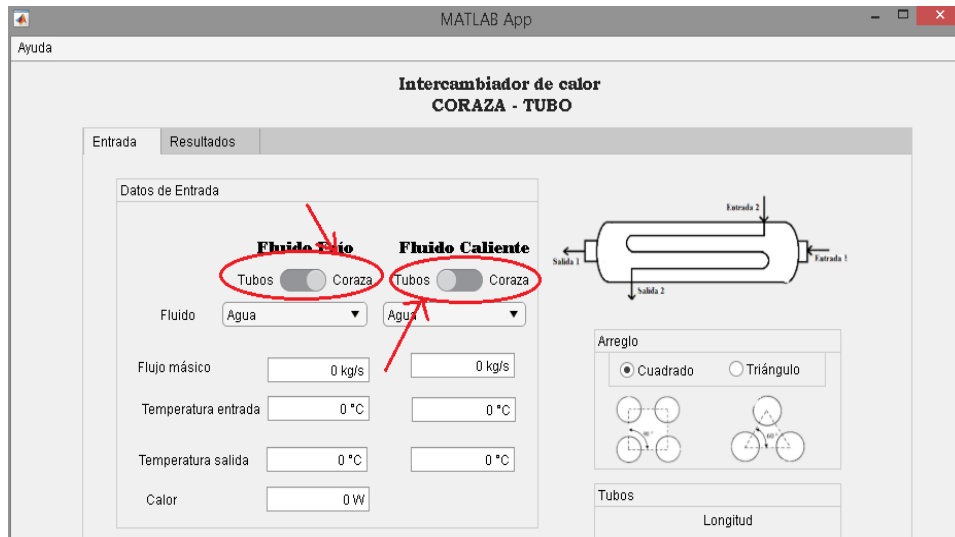 MATLAB App
Ayuda
Intercambiador de calor
CORAZA - TUBO
Entrada Resultados
Datos de Entrada
Fluido Frío Fluido Caliente
Tubos Coraza Tubos Coraza
Fluido Agua Agua
Flujo másico 0 kg/s 0 kg/s
Temperatura entrada 0 °C 0 °C
Temperatura salida 0 °C 0 °C
Calor 0 W
Entrada 2
Salida 1
Entrada 1
Salida 2
Arreglo
Cuadrado Triángulo
90° 60°
Tubos
Longitud